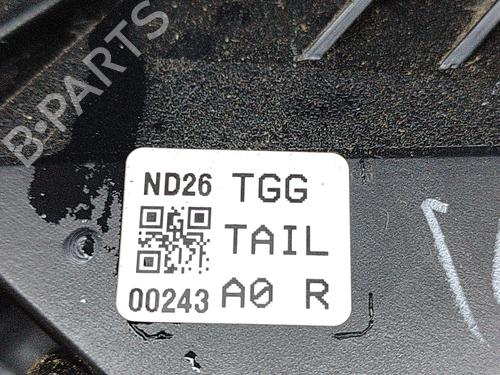 B-PARTS
ND26 TGG
TAIL
00243 A0 R